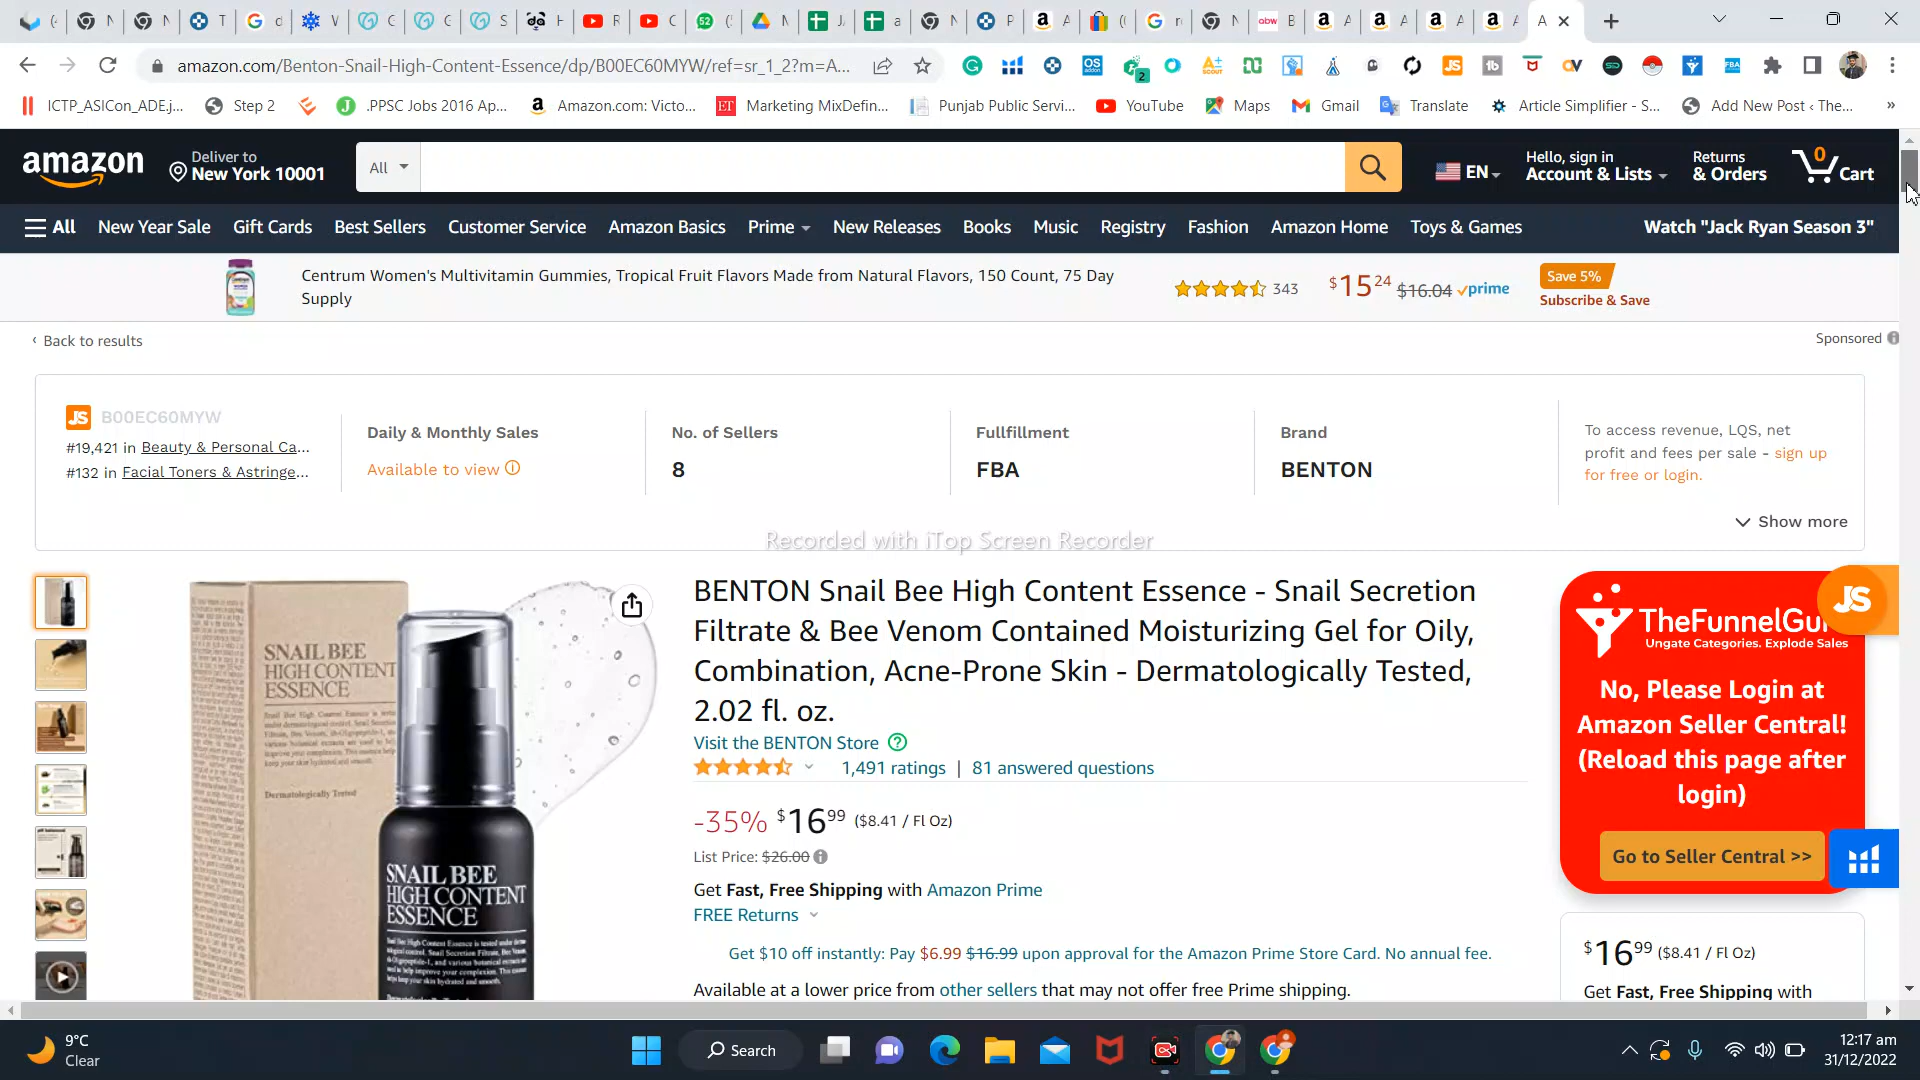 amazon.com/Benton-Snail-High-Content-Essence/dp/B00EC60MYW/ref=sr_1_2?m=A...
ICTP_ASICon_ADE.j... Step 2 .PPSC Jobs 2016 Ap... Amazon.com: Victo... Marketing MixDefin... Punjab Public Servi... YouTube Maps Gmail Translate Article Simplifier - S... Add New Post ‹ The... »
amazon
Deliver to
New York 10001
All
EN
Hello, sign in
Account & Lists
Returns
& Orders
0
Cart
All New Year Sale Gift Cards Best Sellers Customer Service Amazon Basics Prime New Releases Books Music Registry Fashion Amazon Home Toys & Games Watch "Jack Ryan Season 3"
Centrum Women's Multivitamin Gummies, Tropical Fruit Flavors Made from Natural Flavors, 150 Count, 75 Day
Supply
343
$15 24 $16.04 prime
Save 5%
Subscribe & Save
‹ Back to results
Sponsored
JS B00EC60MYW
#19,421 in Beauty & Personal Ca...
#132 in Facial Toners & Astringe...
Daily & Monthly Sales
Available to view
No. of Sellers
8
Fullfillment
FBA
Brand
BENTON
To access revenue, LQS, net
profit and fees per sale - sign up
for free or login.
Show more
Recorded with iTop Screen Recorder
SNAIL BEE
HIGH CONTENT
ESSENCE
Dermatologically Tested
SNAIL BEE
HIGH CONTENT
ESSENCE
BENTON Snail Bee High Content Essence - Snail Secretion
Filtrate & Bee Venom Contained Moisturizing Gel for Oily,
Combination, Acne-Prone Skin - Dermatologically Tested,
2.02 fl. oz.
Visit the BENTON Store
1,491 ratings | 81 answered questions
-35% $16 99 ($8.41 / Fl Oz)
List Price: $26.00
Get Fast, Free Shipping with Amazon Prime
FREE Returns
Get $10 off instantly: Pay $6.99 $16.99 upon approval for the Amazon Prime Store Card. No annual fee.
Available at a lower price from other sellers that may not offer free Prime shipping.
JS
TheFunnelGu
Ungate Categories. Explode Sales
No, Please Login at
Amazon Seller Central!
(Reload this page after
login)
Go to Seller Central >>
$16 99 ($8.41 / Fl Oz)
Get Fast, Free Shipping with
9°C
Clear
Search
12:17 am
31/12/2022